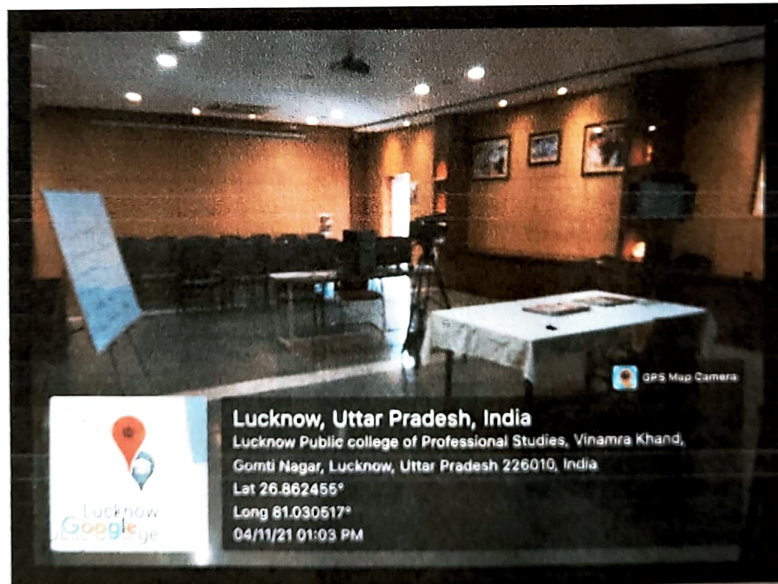 GPS Map Camera
Lucknow, Uttar Pradesh, India
Lucknow Public college of Professional Studies, Vinamra Khand,
Gomti Nagar, Lucknow, Uttar Pradesh 226010, India
Lat 26.862455°
Long 81.030517°
04/11/21 01:03 PM
Lucknow
Google